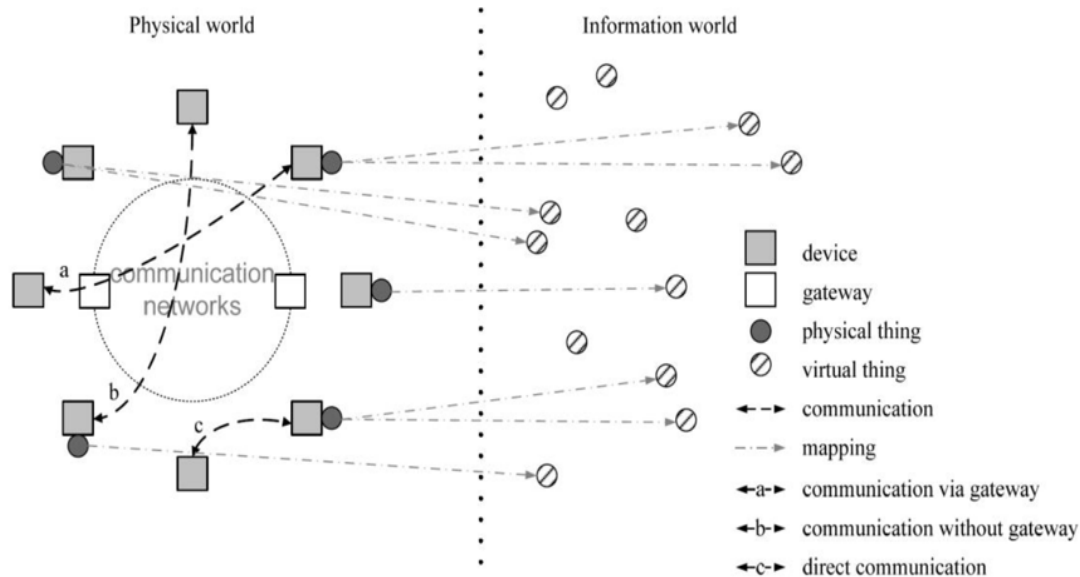 Physical world
Information world
a
communication
networks
b
c
device
gateway
physical thing
virtual thing
communication
mapping
a communication via gateway
b communication without gateway
c direct communication